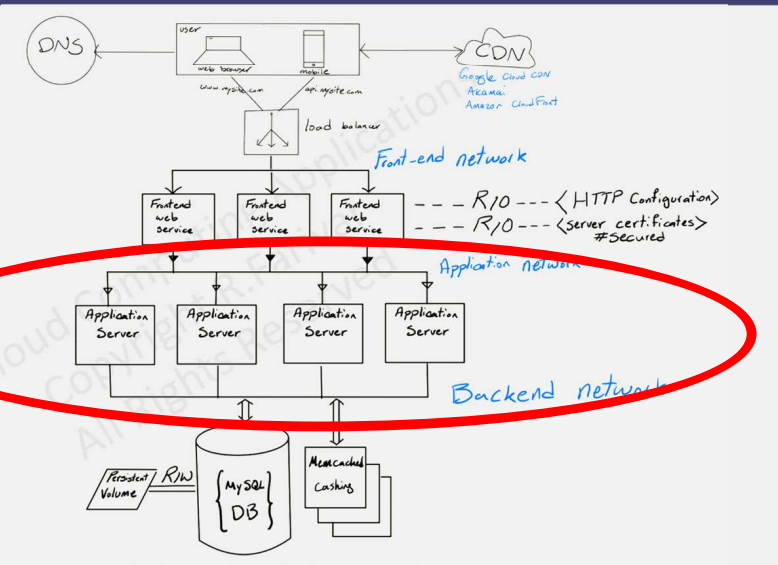 DNS
user
web browser
mobile
CDN
Google Cloud CDN
Akamai
Amazon CloudFront
www.mysite.com
api.mysite.com
load balancer
Front-end network
Frontend
web
service
Frontend
web
service
Frontend
web
service
--- R/O --- <HTTP Configuration>
--- R/O --- <server certificates>
#Secured
Application network
Application
Server
Application
Server
Application
Server
Application
Server
Backend network
Persistent
Volume
R/W
{MySQL
DB}
Memcached
Cashing
Cloud Computing Application
Copyright R.Fariva
All Rights Reserved